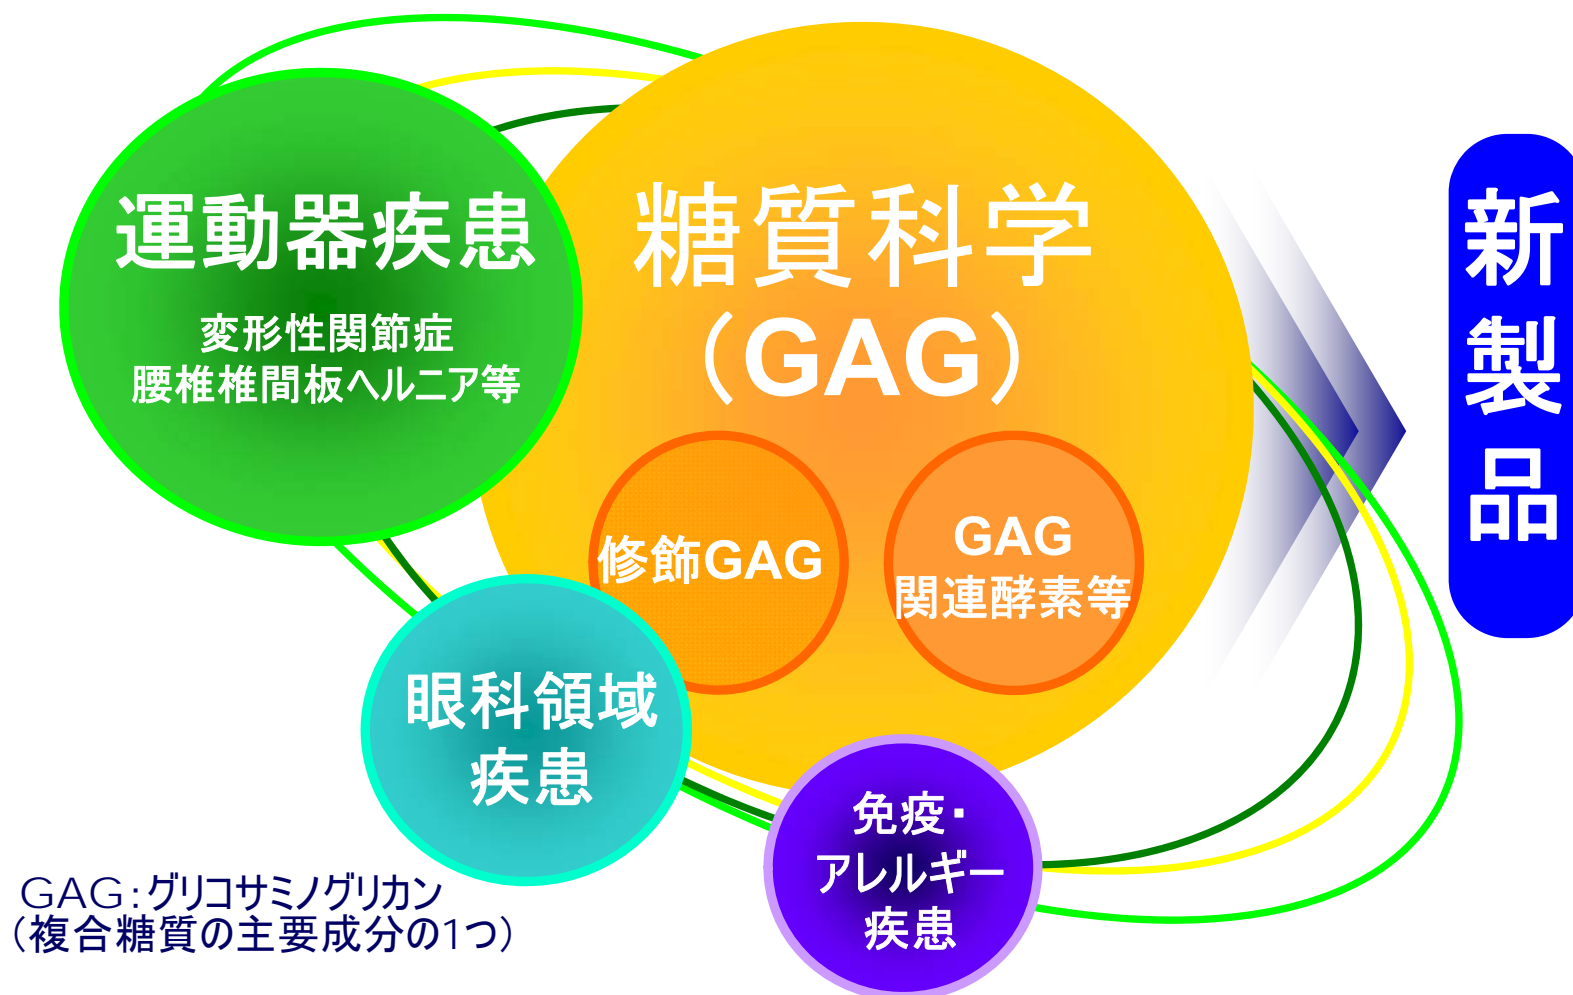 運動器疾患
変形性関節症
腰椎椎間板ヘルニア等
糖質科学
（GAG）
修飾GAG
GAG
関連酵素等
眼科領域
疾患
免疫・
アレルギー
疾患
新製品
GAG：グリコサミノグリカン
（複合糖質の主要成分の1つ）